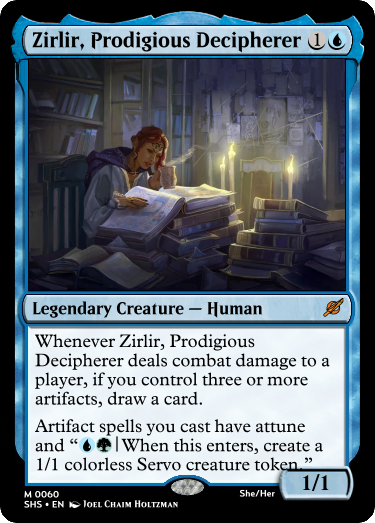 Zirlir, Prodigious Decipherer 1
Legendary Creature — Human
Whenever Zirlir, Prodigious
Decipherer deals combat damage to a
player, if you control three or more
artifacts, draw a card.
Artifact spells you cast have attune
and “|When this enters, create a
1/1 colorless Servo creature token.”
1/1
M 0060
SHS • EN Joel Chaim Holtzman
She/Her